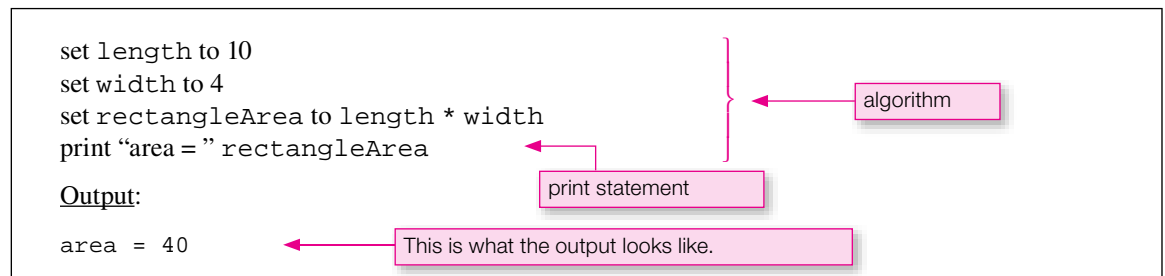 set length to 10
set width to 4
set rectangleArea to length * width
print “area = ” rectangleArea
algorithm
print statement
Output:
area = 40
This is what the output looks like.